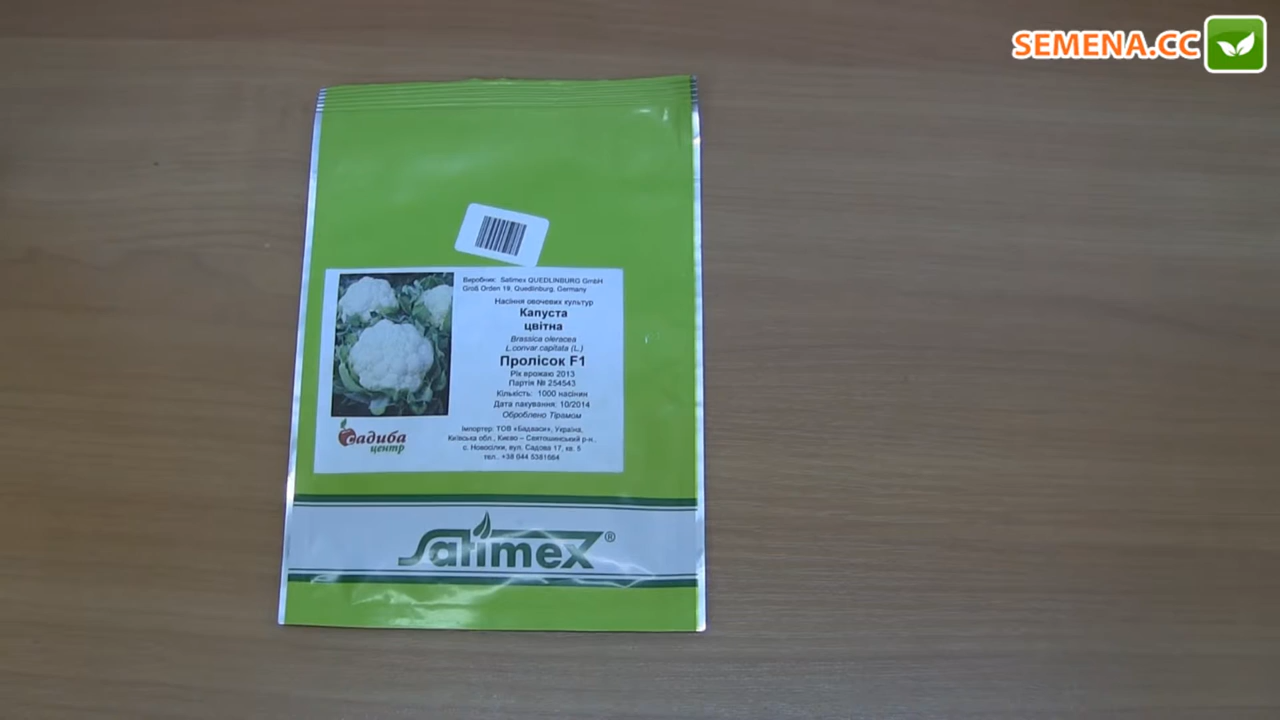 SEMENA.CC
Виробник: Satimex QUEDLINBURG GmbH
Groß Orden 19, Quedlinburg, Germany
Насіння овочевих культур
Капуста
цвітна
Brassica oleracea
L.convar.capitata (L.)
Пролісок F1
Рік врожаю 2013
Партія № 254543
Кількість: 1000 насінин
Дата пакування: 10/2014
Оброблено Тірамом
Садиба
центр
Імпортер: ТОВ «Бадваси», Україна,
Київська обл., Києво – Святошинський р-н.,
с. Новосілки, вул. Садова 17, кв. 5
тел.. +38 044 5381664
Satimex ®